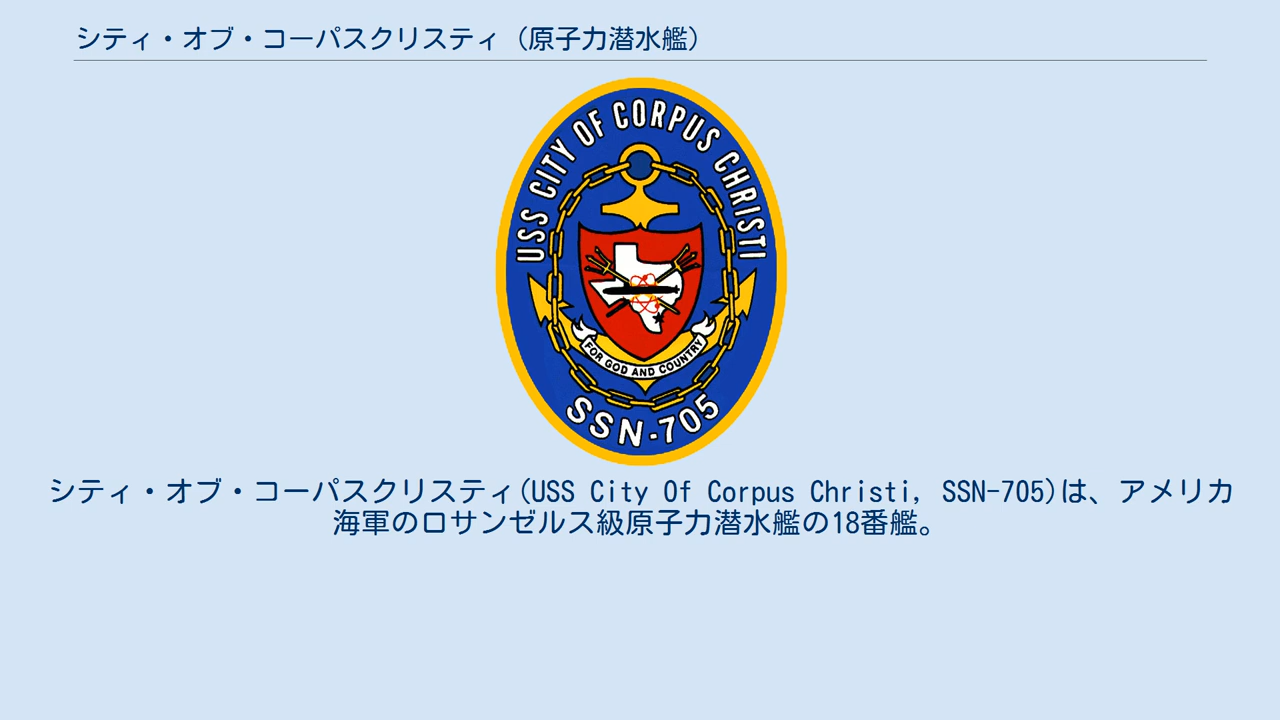 シティ・オブ・コーパスクリスティ（原子力潜水艦）
USS CITY OF CORPUS CHRISTI
FOR GOD AND COUNTRY
SSN-705
シティ・オブ・コーパスクリスティ(USS City Of Corpus Christi, SSN-705)は、アメリカ
海軍のロサンゼルス級原子力潜水艦の18番艦。